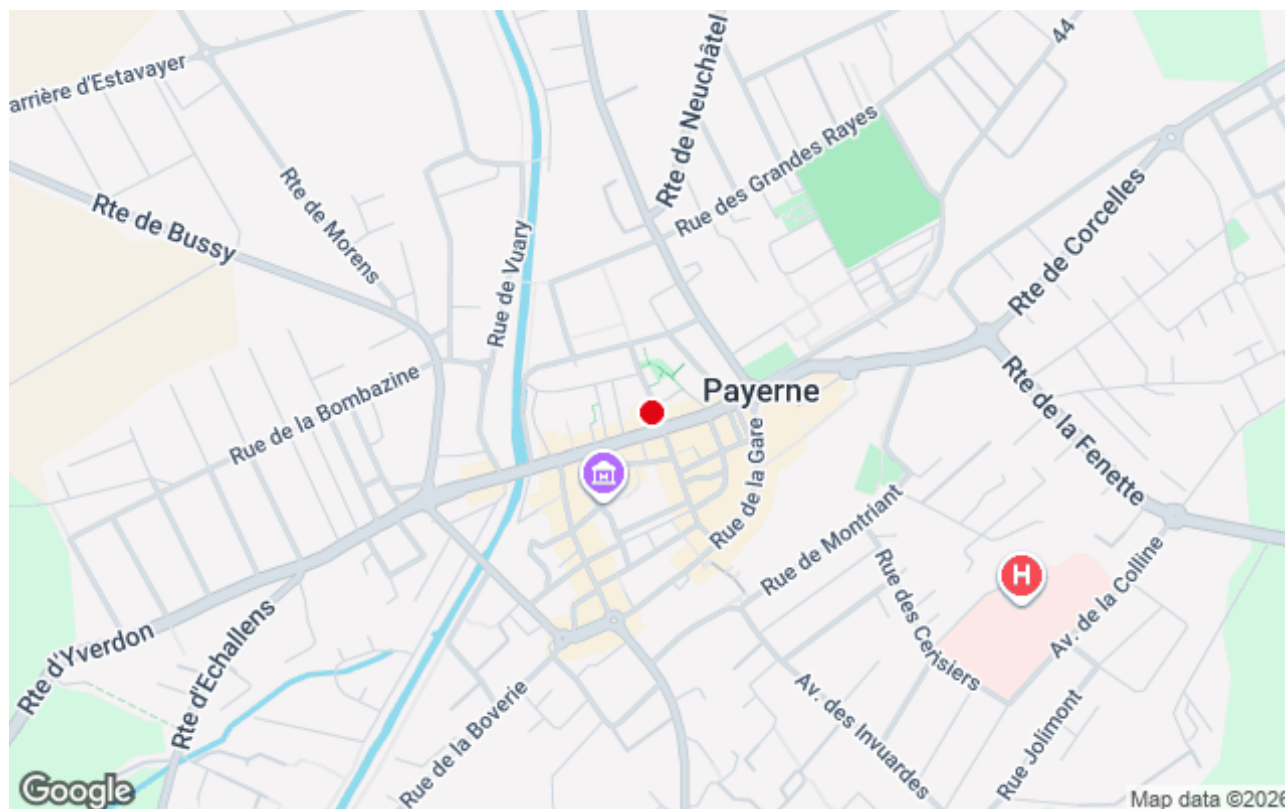 arrière d'Estavayer
44
Rte de Neuchâtel
Rue des Grandes Rayes
Rte de Morens
Rte de Bussy
Rue de Vuary
Rte de Corcelles
Rue de la Bombazine
Payerne
Rte de la Fenette
Rue de la Gare
Rue de Montriant
H
Rue des Cerisiers
Av. de la Colline
Rte d'Yverdon
Rte d'Echallens
Rue de la Boverie
Av. des Invuardes
Rue Jolimont
Google
Map data ©2026